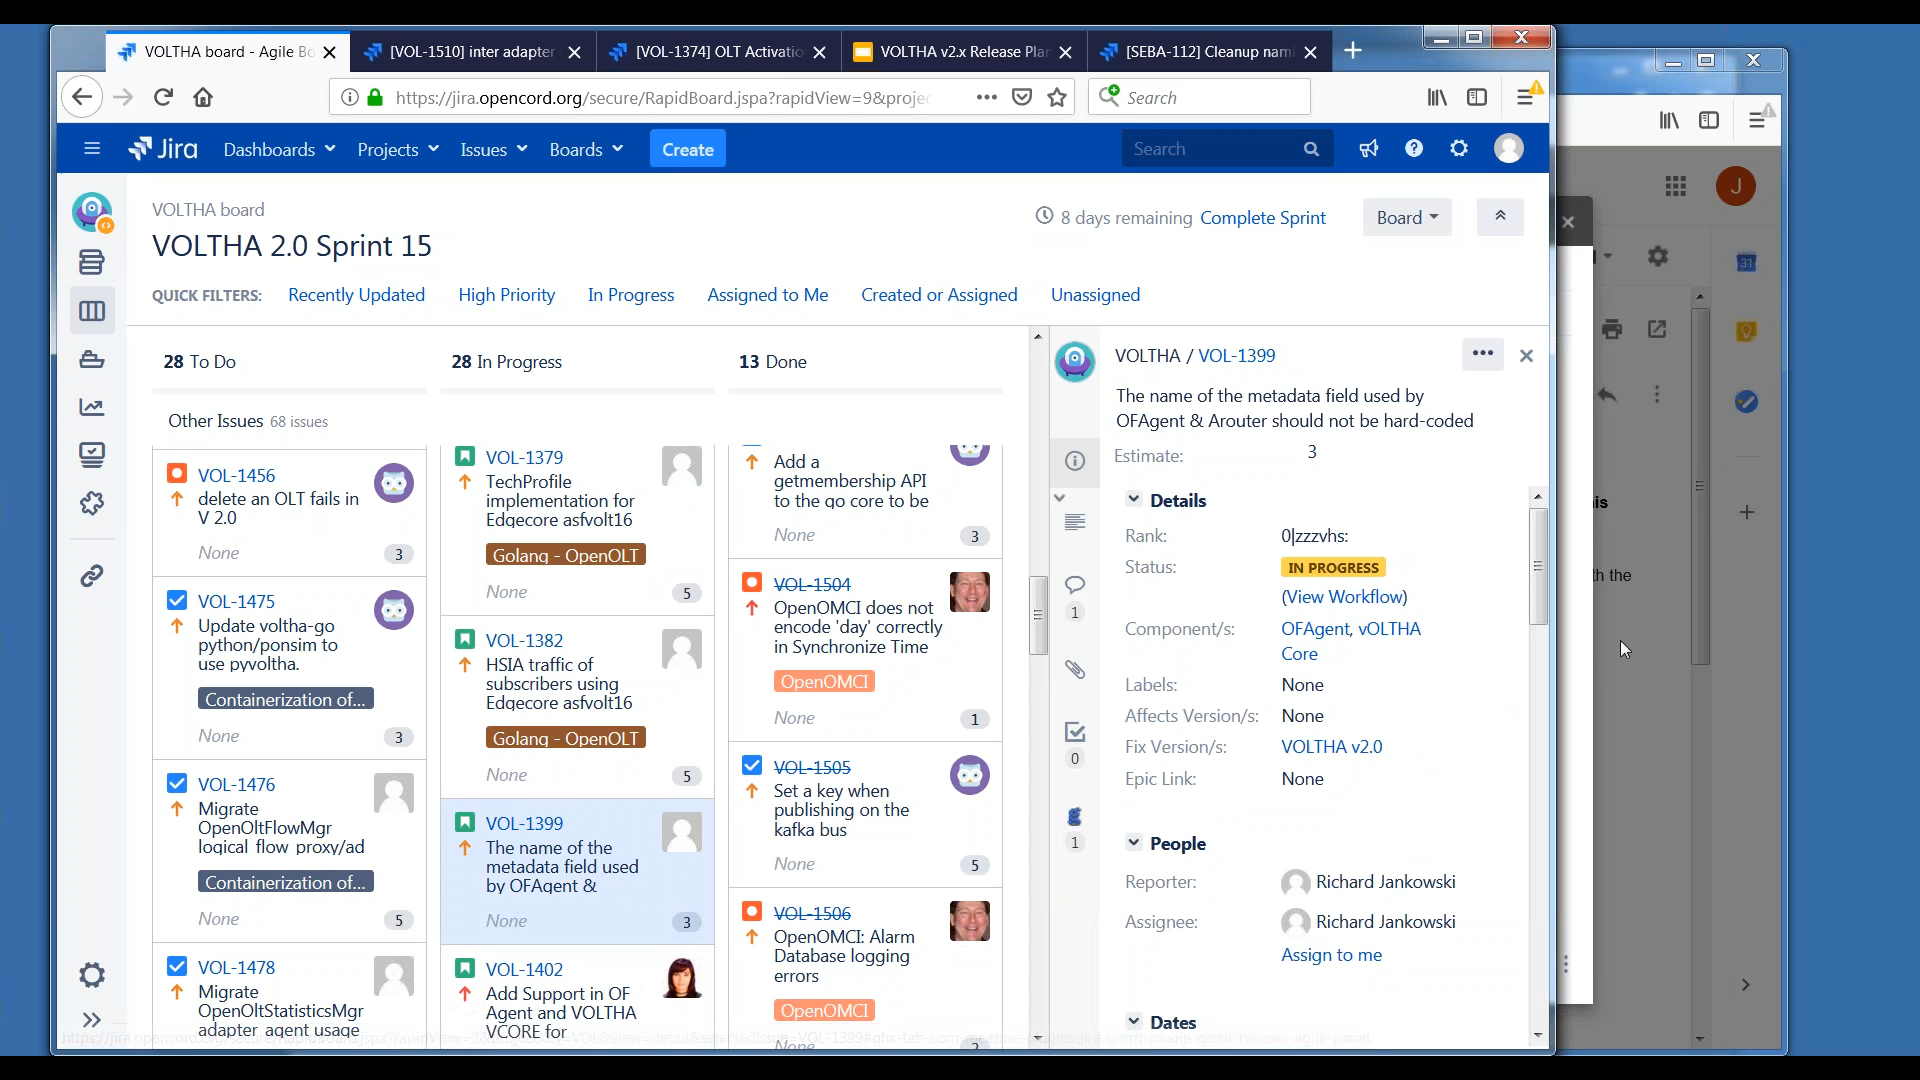 VOLTHA board - Agile Bo
[VOL-1510] inter adapter
[VOL-1374] OLT Activatio
VOLTHA v2.x Release Plan
[SEBA-112] Cleanup nami
https://jira.opencord.org/secure/RapidBoard.jspa?rapidView=9&projec
Search
Jira
Dashboards
Projects
Issues
Boards
Create
Search
J
31
VOLTHA board
VOLTHA 2.0 Sprint 15
8 days remaining
Complete Sprint
Board
QUICK FILTERS:
Recently Updated
High Priority
In Progress
Assigned to Me
Created or Assigned
Unassigned
28 To Do
28 In Progress
13 Done
Other Issues 68 issues
VOL-1456
delete an OLT fails in
V 2.0
None
3
VOL-1475
Update voltha-go
python/ponsim to
use pyvoltha.
Containerization of...
None
3
VOL-1476
Migrate
OpenOltFlowMgr
logical flow proxy/ad
Containerization of...
None
5
VOL-1478
Migrate
OpenOltStatisticsMgr
adapter agent usage
VOL-1379
TechProfile
implementation for
Edgecore asfvolt16
Golang - OpenOLT
None
5
VOL-1382
HSIA traffic of
subscribers using
Edgecore asfvolt16
Golang - OpenOLT
None
5
VOL-1399
The name of the
metadata field used
by OFAgent &
None
3
VOL-1402
Add Support in OF
Agent and VOLTHA
VCORE for
Add a
getmembership API
to the go core to be
None
3
VOL-1504
OpenOMCI does not
encode 'day' correctly
in Synchronize Time
OpenOMCI
None
1
VOL-1505
Set a key when
publishing on the
kafka bus
None
5
VOL-1506
OpenOMCI: Alarm
Database logging
errors
OpenOMCI
None
2
VOLTHA / VOL-1399
The name of the metadata field used by
OFAgent & Arouter should not be hard-coded
Estimate:
3
Details
Rank:
0|zzzvhs:
Status:
IN PROGRESS
(View Workflow)
Component/s:
OFAgent, vOLTHA
Core
Labels:
None
Affects Version/s:
None
Fix Version/s:
VOLTHA v2.0
Epic Link:
None
1
0
1
People
Reporter:
Richard Jankowski
Assignee:
Richard Jankowski
Assign to me
Dates
is
th the